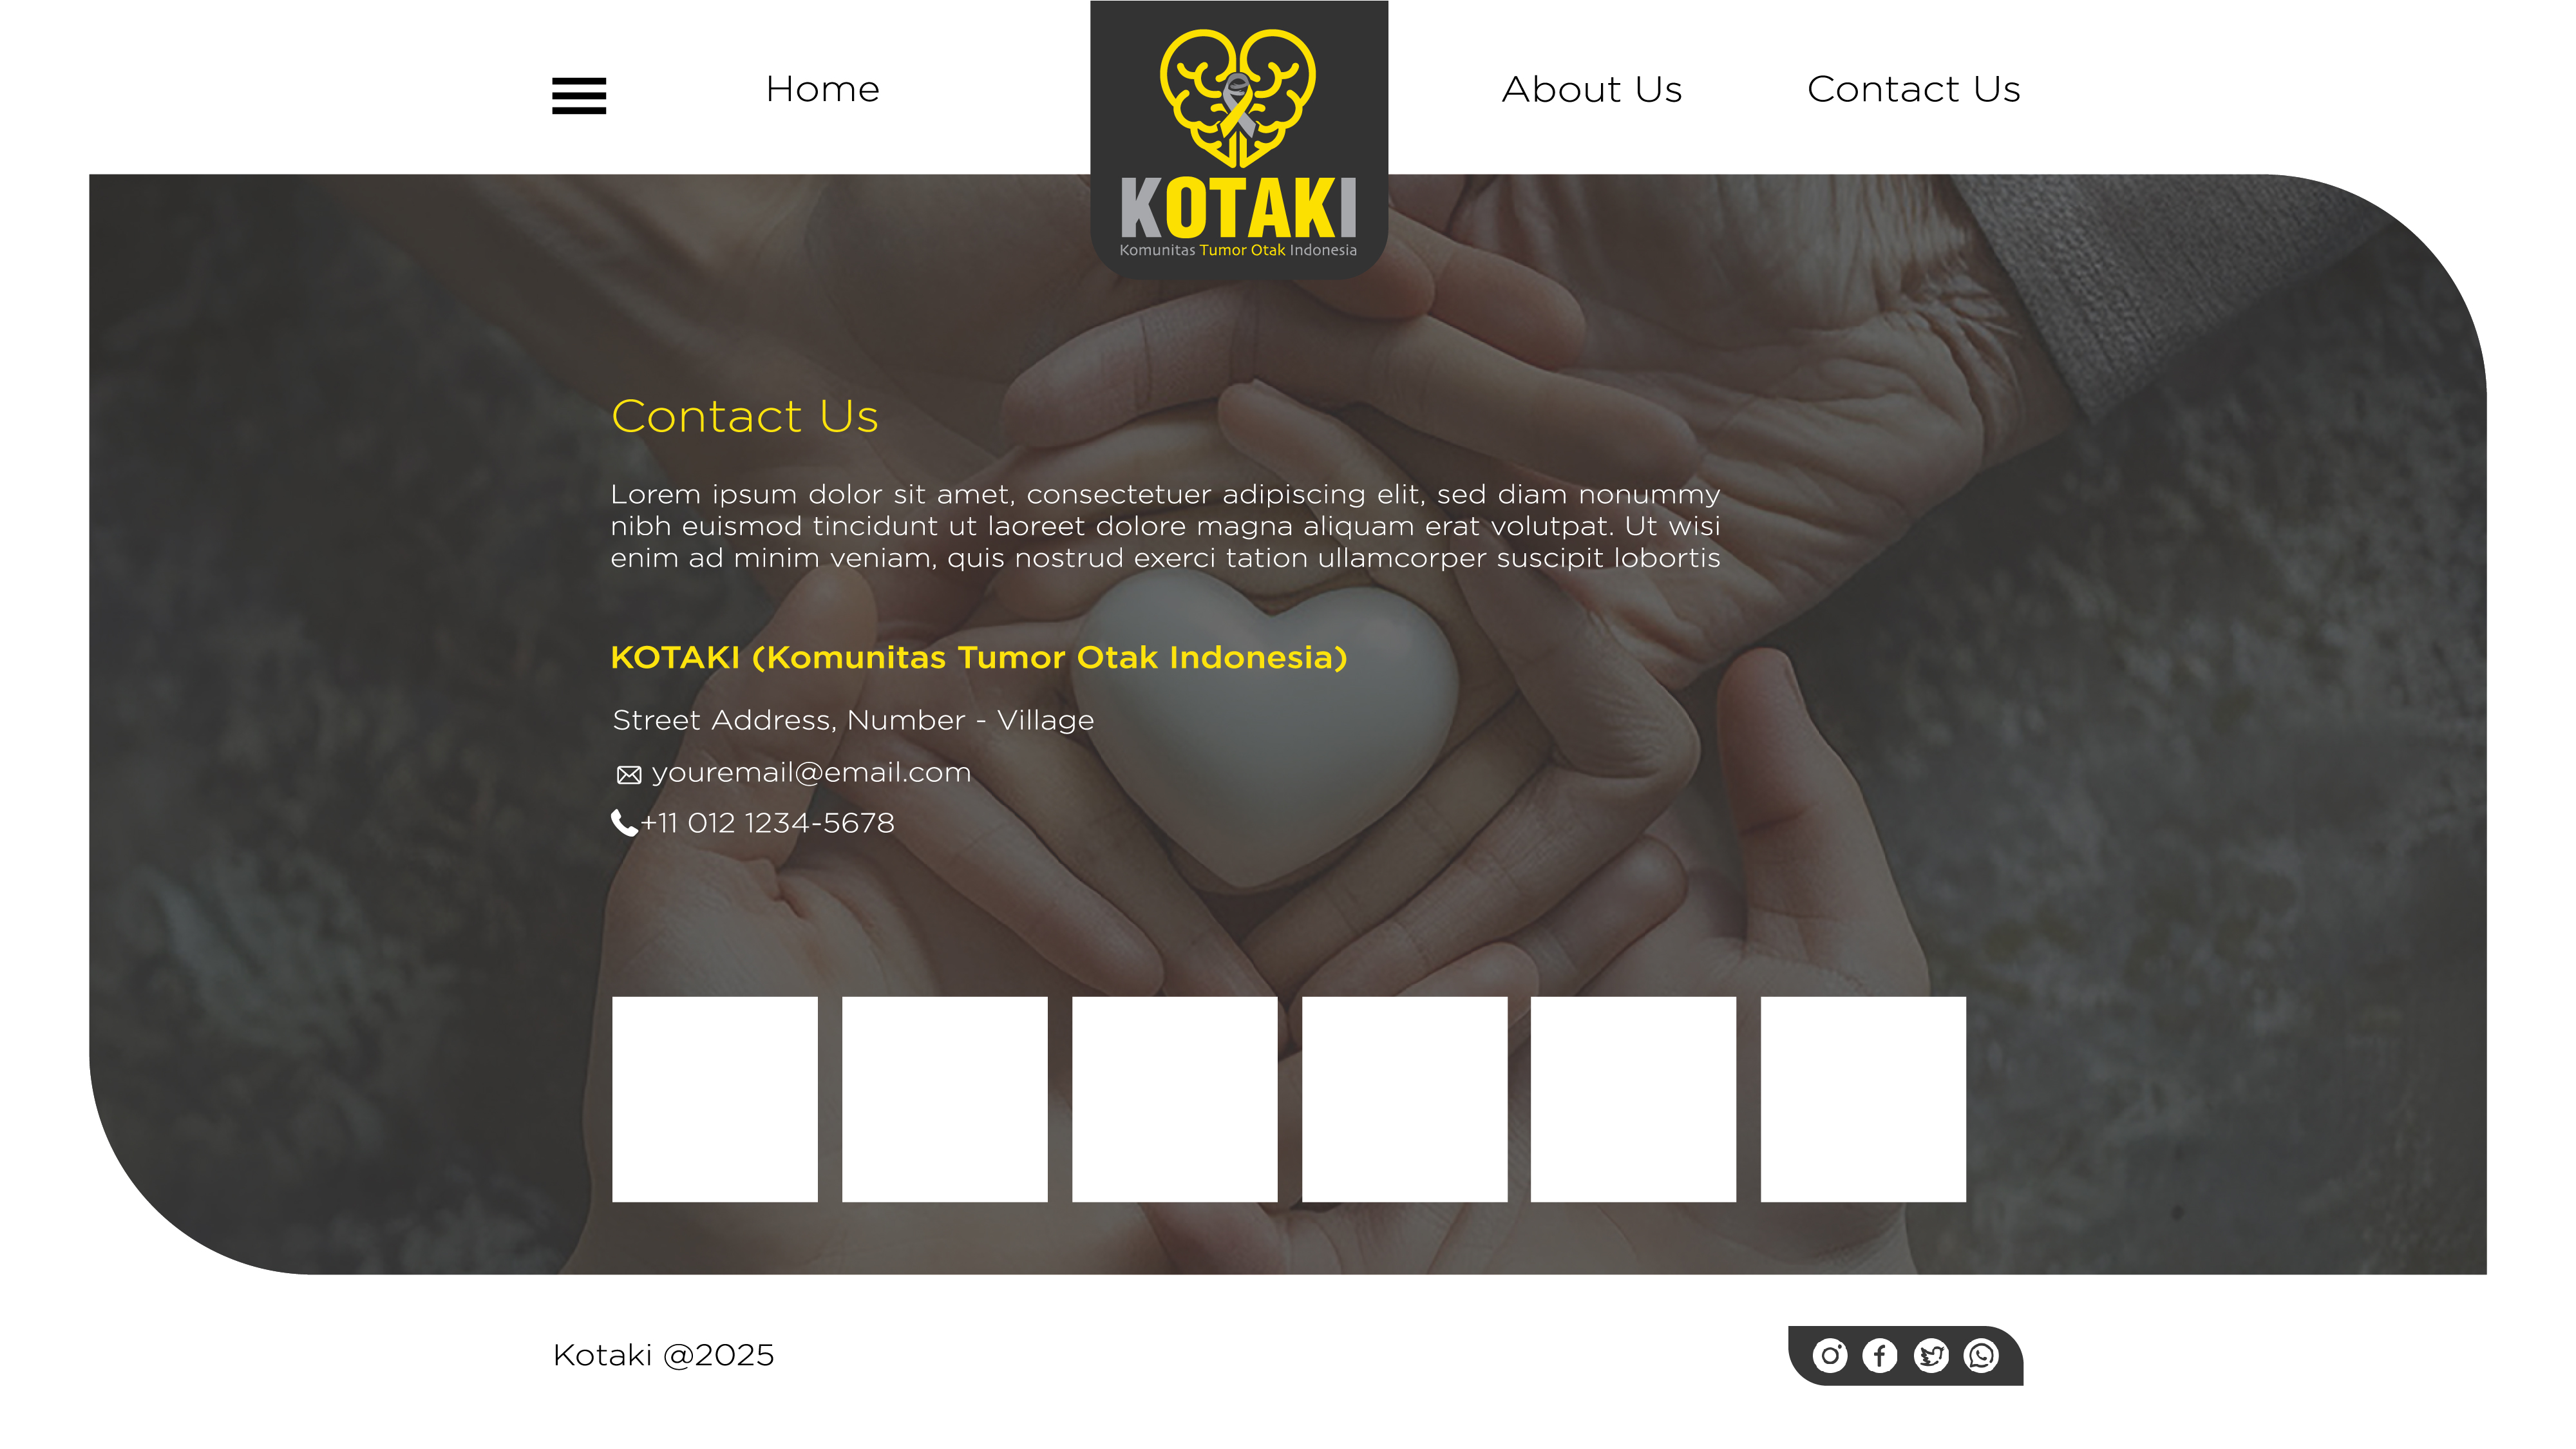 Home
About Us
Contact Us
KOTAKI
Komunitas Tumor Otak Indonesia
Contact Us
Lorem ipsum dolor sit amet, consectetuer adipiscing elit, sed diam nonummy
nibh euismod tincidunt ut laoreet dolore magna aliquam erat volutpat. Ut wisi
enim ad minim veniam, quis nostrud exerci tation ullamcorper suscipit lobortis
KOTAKI (Komunitas Tumor Otak Indonesia)
Street Address, Number - Village
youremail@email.com
+11 012 1234-5678
Kotaki @2025